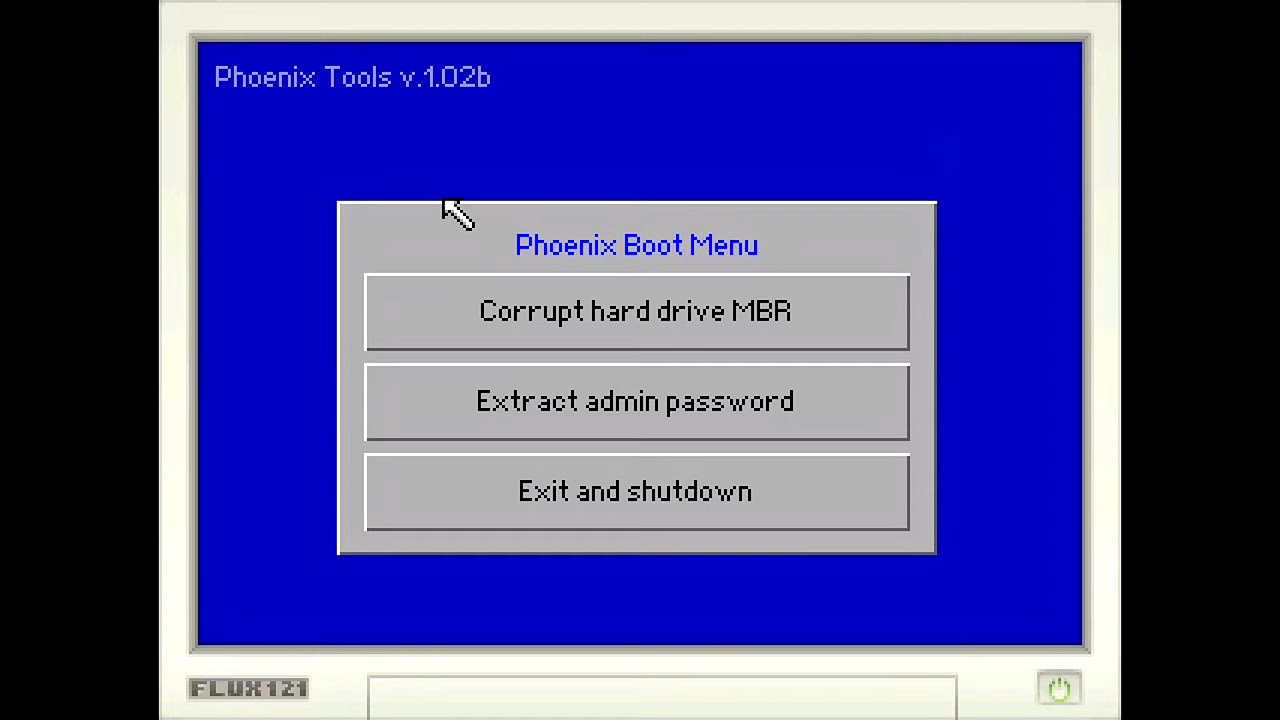 Phoenix Tools v.1.02b
Phoenix Boot Menu
Corrupt hard drive MBR
Extract admin password
Exit and shutdown
FLUX121